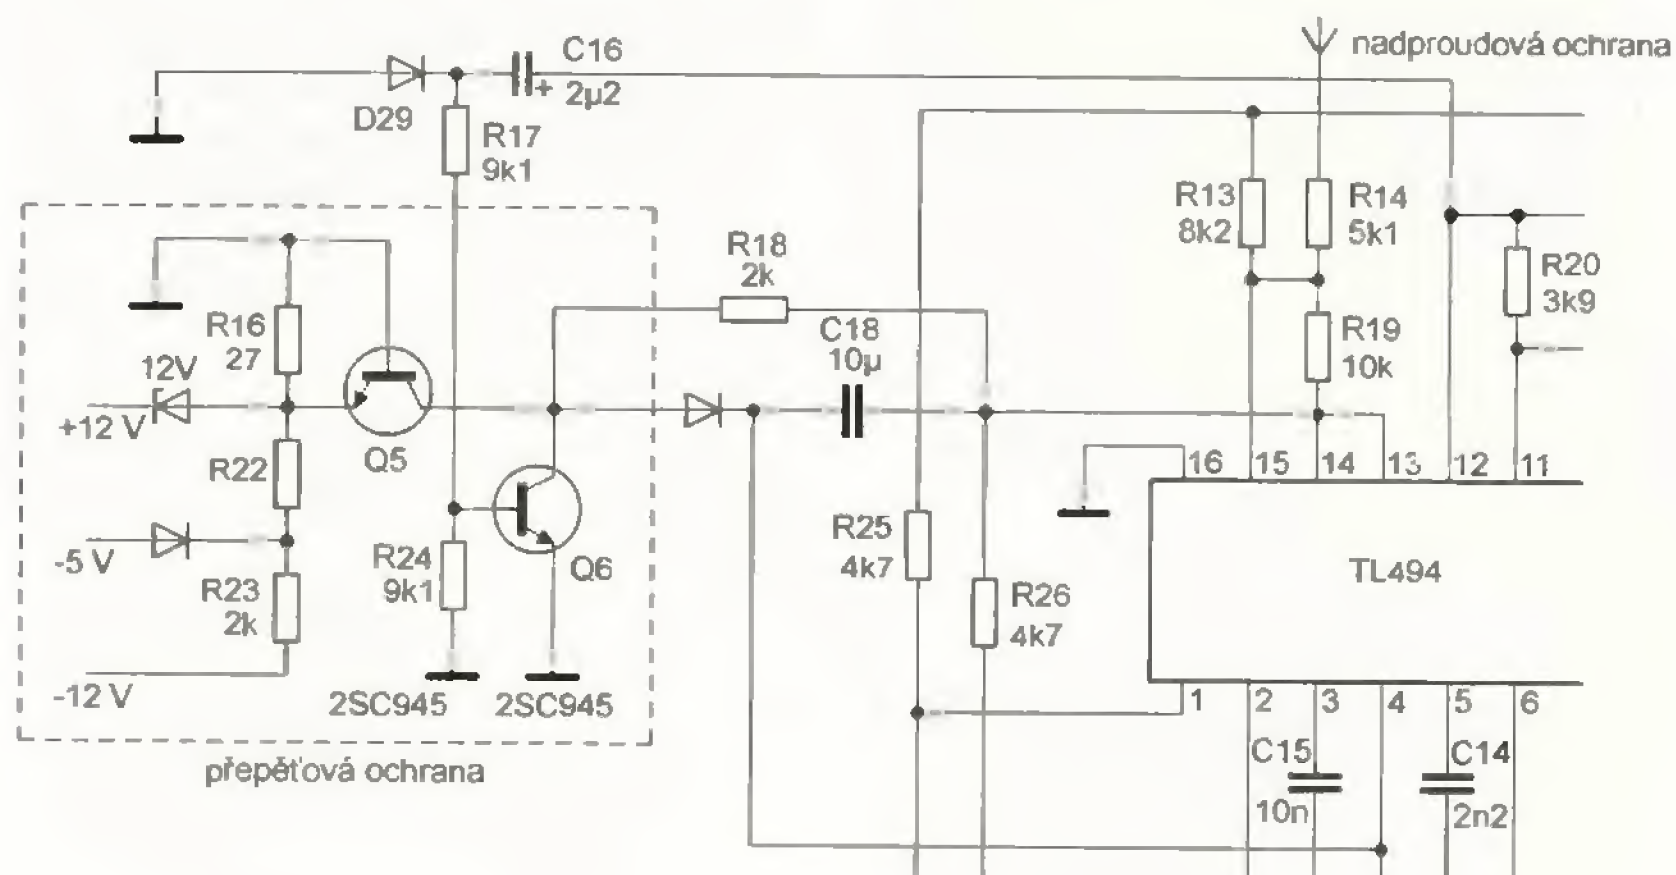 C16
+ 2µ2
D29
R17
9k1
nadproudová ochrana
R13
8k2
R14
5k1
R18
2k
R20
3k9
R16
27
12V
+12 V
Q5
C18
10µ
R19
10k
R22
16 15 14 13 12 11
-5 V
R23
2k
R24
9k1
Q6
R25
4k7
R26
4k7
TL494
-12 V
2SC945 2SC945
1 2 3 4 5 6
C15
10n
C14
2n2
přepěťová ochrana